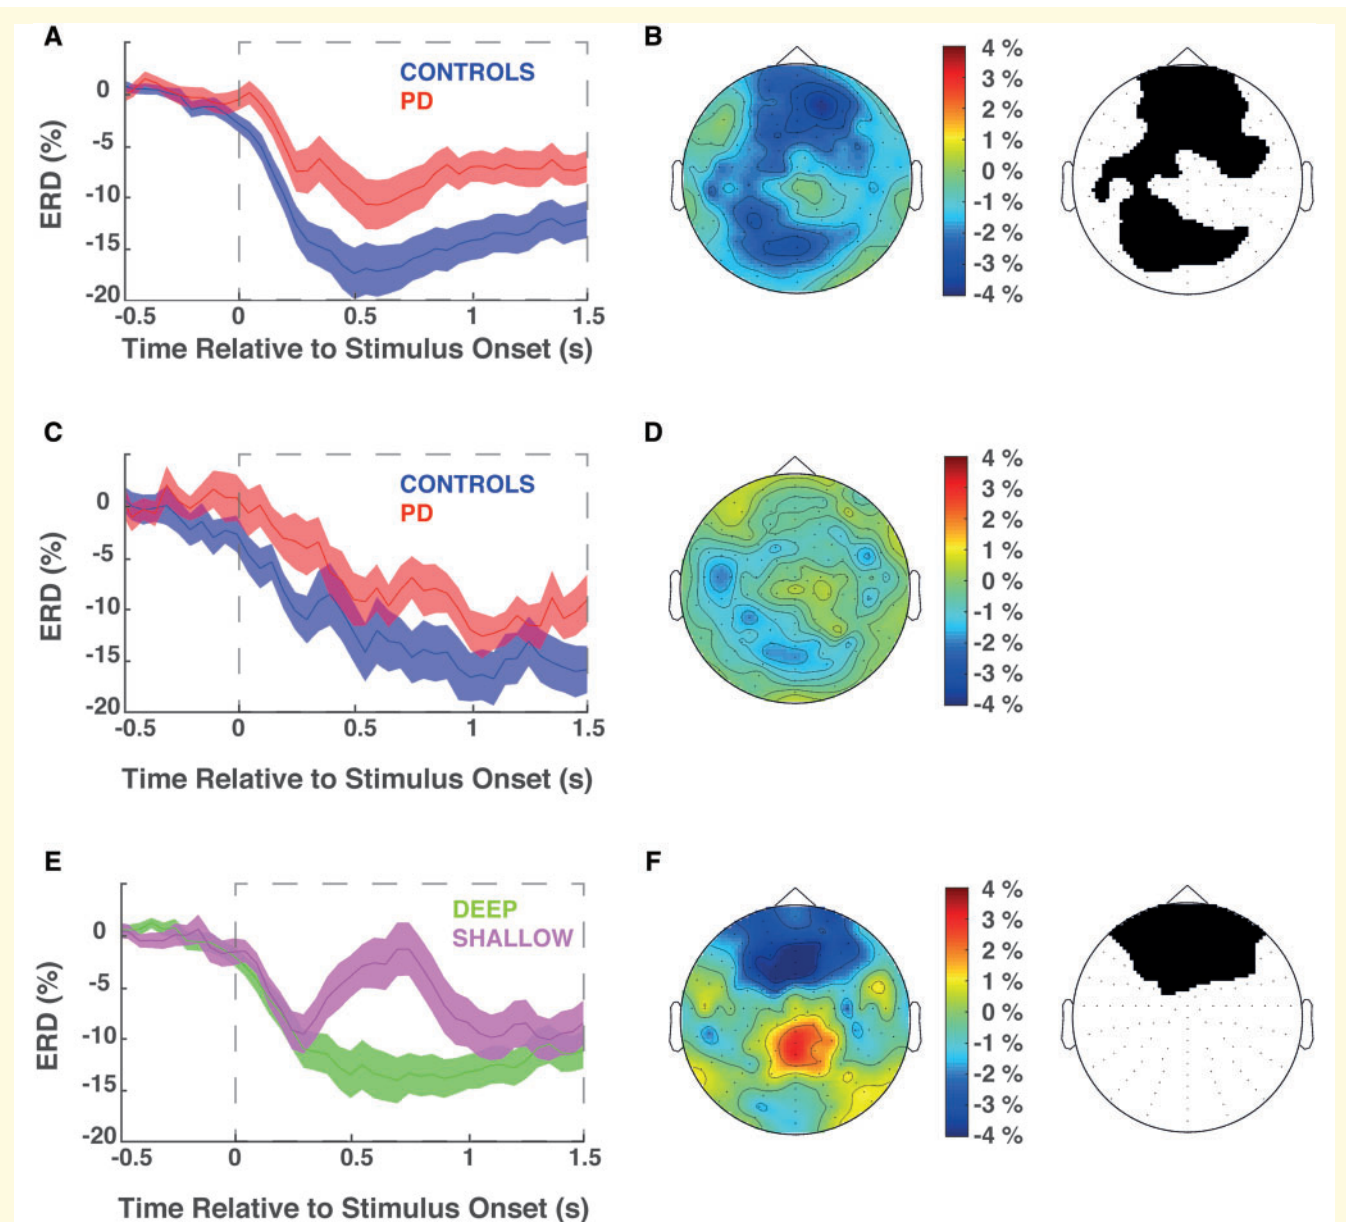 A
B
CONTROLS
PD
0
-5
-10
-15
-20
ERD (%)
-0.5 0 0.5 1 1.5
Time Relative to Stimulus Onset (s)
4 %
3 %
2 %
1 %
0 %
-1 %
-2 %
-3 %
-4 %
C
D
CONTROLS
PD
0
-5
-10
-15
-20
ERD (%)
-0.5 0 0.5 1 1.5
Time Relative to Stimulus Onset (s)
4 %
3 %
2 %
1 %
0 %
-1 %
-2 %
-3 %
-4 %
E
F
DEEP
SHALLOW
0
-5
-10
-15
-20
ERD (%)
-0.5 0 0.5 1 1.5
Time Relative to Stimulus Onset (s)
4 %
3 %
2 %
1 %
0 %
-1 %
-2 %
-3 %
-4 %